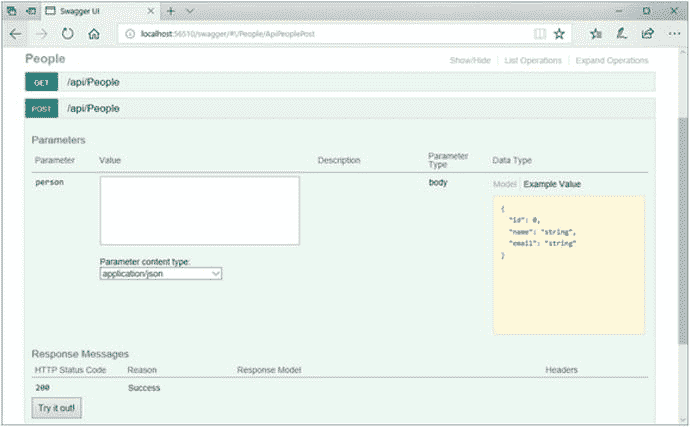 Swagger UI
localhost:56510/swagger/#!/People/ApiPeoplePost
People
Show/Hide List Operations Expand Operations
GET /api/People
POST /api/People
Parameters
Parameter Value Description Parameter Type Data Type
person body Model Example Value
{
"id": 0,
"name": "string",
"email": "string"
}
Parameter content type:
application/json
Response Messages
HTTP Status Code Reason Response Model Headers
200 Success
Try it out!